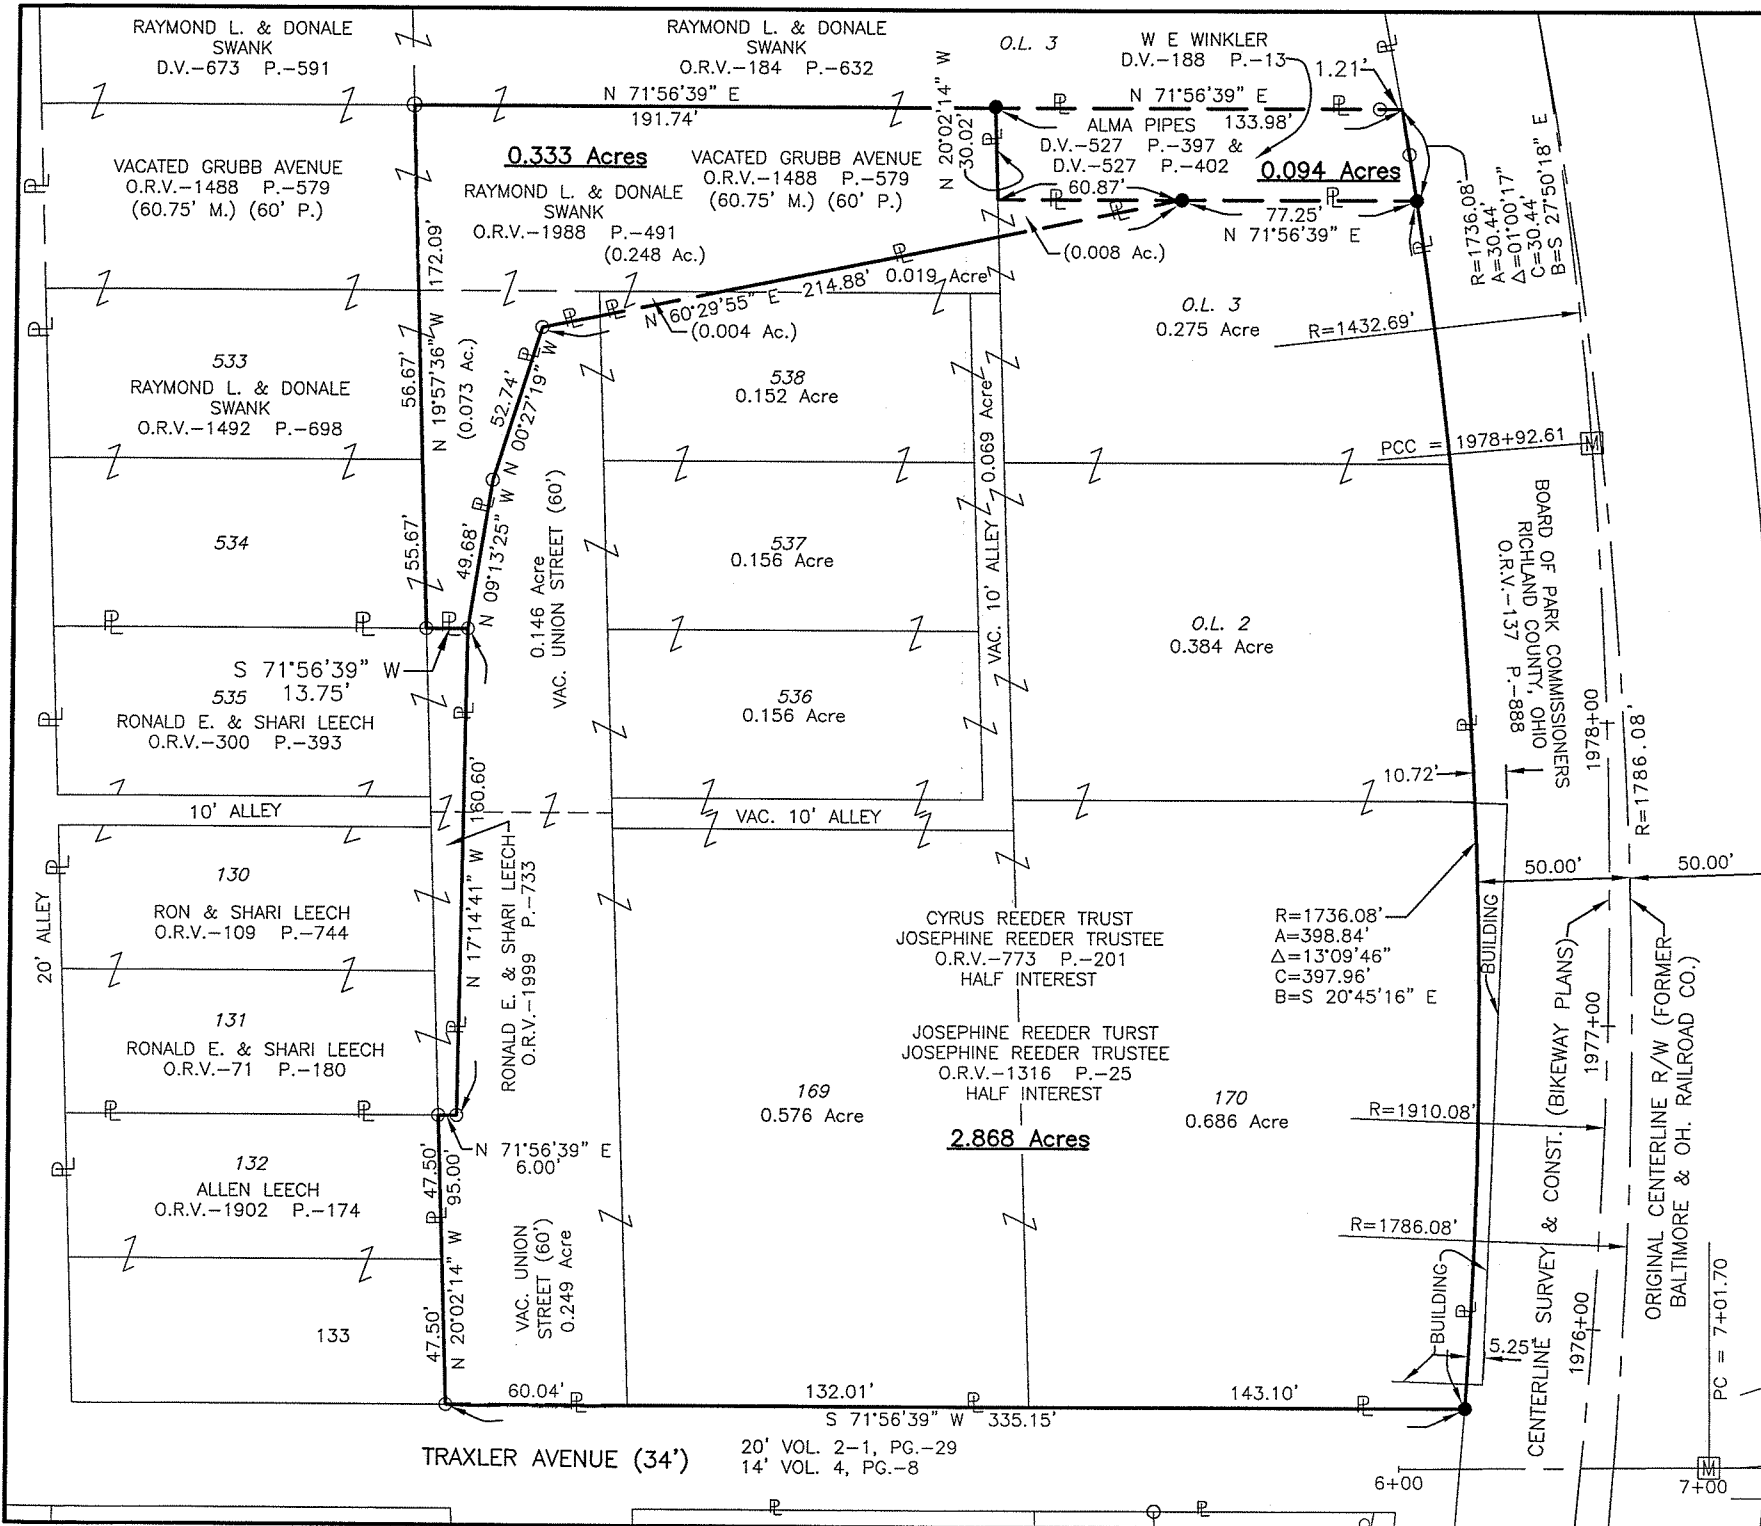 RAYMOND L. & DONALE
SWANK
D.V.-673 P.-591
RAYMOND L. & DONALE
SWANK
O.R.V.-184 P.-632
O.L. 3
W E WINKLER
D.V.-188 P.-13
1.21'
N 71°56'39" E
191.74'
N 20°02'14" W
30.02'
N 71°56'39" E
133.98'
ALMA PIPES
D.V.-527 P.-397 &
D.V.-527 P.-402
0.094 Acres
60.87'
77.25'
N 71°56'39" E
R=1736.08'
A=30.44'
Δ=01°00'17"
C=30.44'
B=S 27°50'18" E
VACATED GRUBB AVENUE
O.R.V.-1488 P.-579
(60.75' M.) (60' P.)
0.333 Acres
VACATED GRUBB AVENUE
O.R.V.-1488 P.-579
(60.75' M.) (60' P.)
RAYMOND L. & DONALE
SWANK
O.R.V.-1988 P.-491
(0.248 Ac.)
172.09'
N 19°57'36" W
56.67'
55.67'
(0.073 Ac.)
N 60°29'55" E 214.88'
0.019 Acre
(0.004 Ac.)
(0.008 Ac.)
O.L. 3
0.275 Acre
R=1432.69'
533
RAYMOND L. & DONALE
SWANK
O.R.V.-1492 P.-698
52.74'
N 00°27'19" W
538
0.152 Acre
VAC. 10' ALLEY 0.069 Acre
PCC = 1978+92.61
M
534
49.68'
N 09°13'25" W
0.146 Acre
VAC. UNION STREET (60')
537
0.156 Acre
VAC.
BOARD OF PARK COMMISSIONERS
RICHLAND COUNTY, OHIO
O.R.V.-137 P.-888
S 71°56'39" W
13.75'
535
RONALD E. & SHARI LEECH
O.R.V.-300 P.-393
536
0.156 Acre
O.L. 2
0.384 Acre
1978+00
R=1786.08'
10.72'
10' ALLEY
VAC. 10' ALLEY
160.60'
N 17°14'41" W
RONALD E. & SHARI LEECH
O.R.V.-1999 P.-733
50.00'
50.00'
20' ALLEY
130
RON & SHARI LEECH
O.R.V.-109 P.-744
CYRUS REEDER TRUST
JOSEPHINE REEDER TRUSTEE
O.R.V.-773 P.-201
HALF INTEREST
R=1736.08'
A=398.84'
Δ=13°09'46"
C=397.96'
B=S 20°45'16" E
BUILDING
131
RONALD E. & SHARI LEECH
O.R.V.-71 P.-180
JOSEPHINE REEDER TURST
JOSEPHINE REEDER TRUSTEE
O.R.V.-1316 P.-25
HALF INTEREST
1977+00
169
0.576 Acre
170
0.686 Acre
R=1910.08'
2.868 Acres
N 71°56'39" E
6.00'
132
ALLEN LEECH
O.R.V.-1902 P.-174
47.50'
95.00'
N 20°02'14" W
47.50'
VAC. UNION
STREET (60')
0.249 Acre
R=1786.08'
CENTERLINE SURVEY & CONST. (BIKEWAY PLANS)
ORIGINAL CENTERLINE R/W (FORMER
BALTIMORE & OH. RAILROAD CO.)
133
BUILDING
5.25'
1976+00
PC = 7+01.70
60.04'
132.01'
143.10'
S 71°56'39" W 335.15'
TRAXLER AVENUE (34')
20' VOL. 2-1, PG.-29
14' VOL. 4, PG.-8
6+00
M
7+00